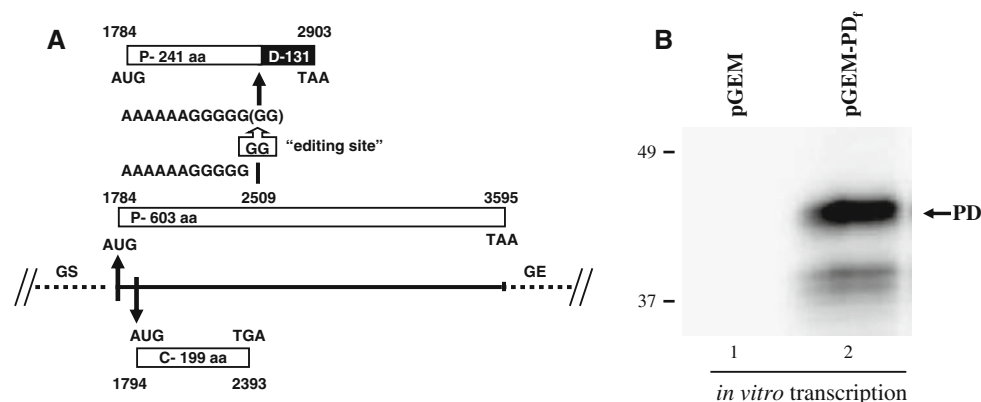 A
1784 2903
P- 241 aa D-131
AUG TAA
AAAAAAGGGGG(GG)
GG "editing site"
AAAAAAGGGGG
1784 2509 3595
P- 603 aa
AUG TAA
GS GE
AUG TGA
C- 199 aa
1794 2393
B
pGEM
pGEM-PDf
49
PD
37
1 2
in vitro transcription